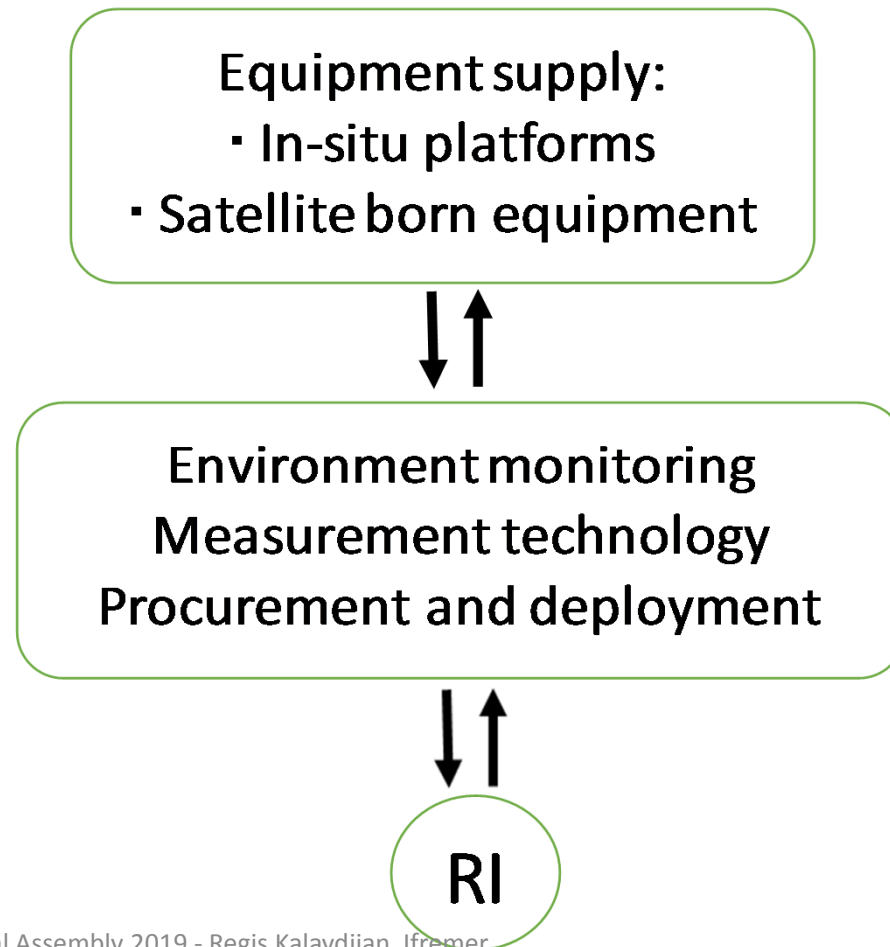 Equipment supply:
▪ In-situ platforms
▪ Satellite born equipment
Environment monitoring
Measurement technology
Procurement and deployment
RI
Assembly 2019 - Regis Kalaydjian, Ifremer